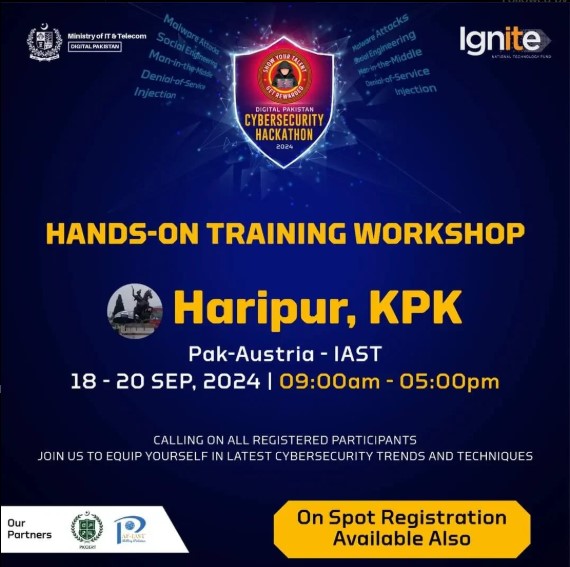 Ministry of IT & Telecom
DIGITAL PAKISTAN
Malware Attacks
Social Engineering
Man-in-the-Middle
Denial-of-Service
Injection
SHOW YOUR TALENT
GET REWARDED
DIGITAL PAKISTAN
CYBERSECURITY
HACKATHON
2024
Malware Attacks
Social Engineering
Man-in-the-Middle
Denial-of-Service
Injection
Ignite
NATIONAL TECHNOLOGY FUND
HANDS-ON TRAINING WORKSHOP
Haripur, KPK
Pak-Austria - IAST
18 - 20 SEP, 2024 | 09:00am - 05:00pm
CALLING ON ALL REGISTERED PARTICIPANTS
JOIN US TO EQUIP YOURSELF IN LATEST CYBERSECURITY TRENDS AND TECHNIQUES
Our
Partners
PKCERT
On Spot Registration
Available Also